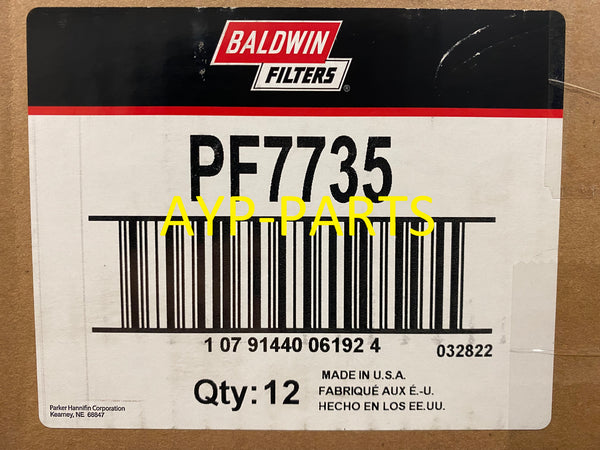 BALDWIN
FILTERS®
PF7735
AYP-PARTS
1 07 91440 06192 4
032822
Qty: 12
MADE IN U.S.A.
FABRIQUÉ AUX É.-U.
HECHO EN LOS EE.UU.
Parker Hannifin Corporation
Kearney, NE 68847